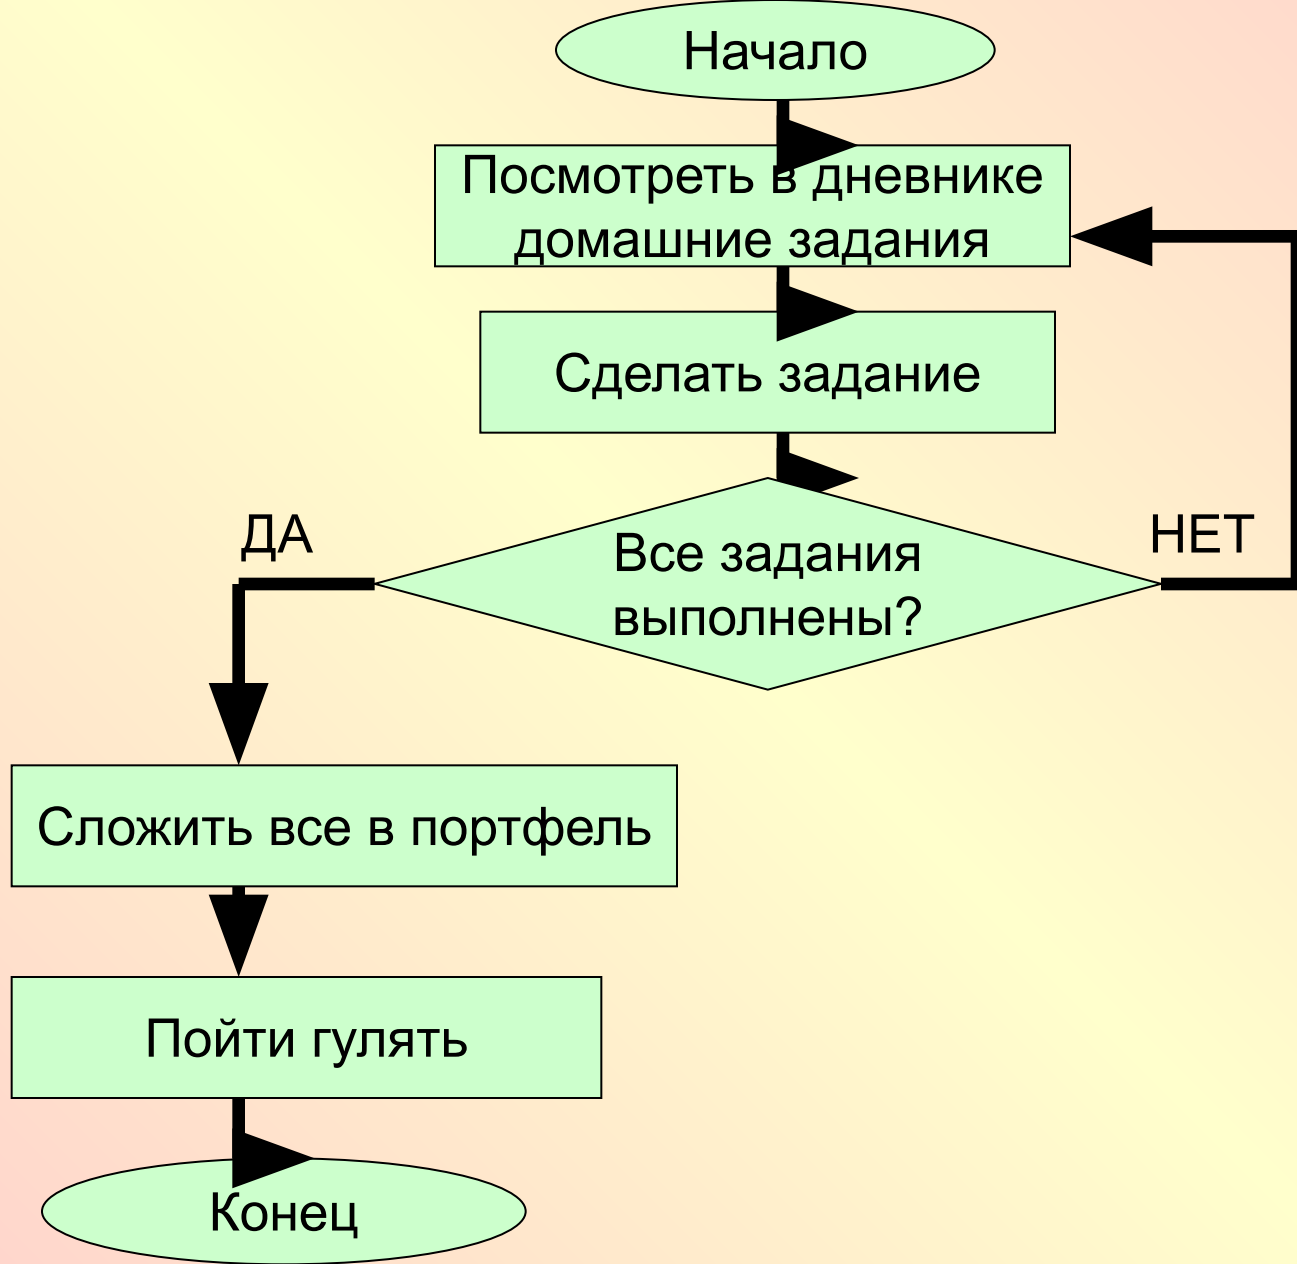 Начало
Посмотреть в дневнике
домашние задания
Сделать задание
ДА
НЕТ
Все задания
выполнены?
Сложить все в портфель
Пойти гулять
Конец